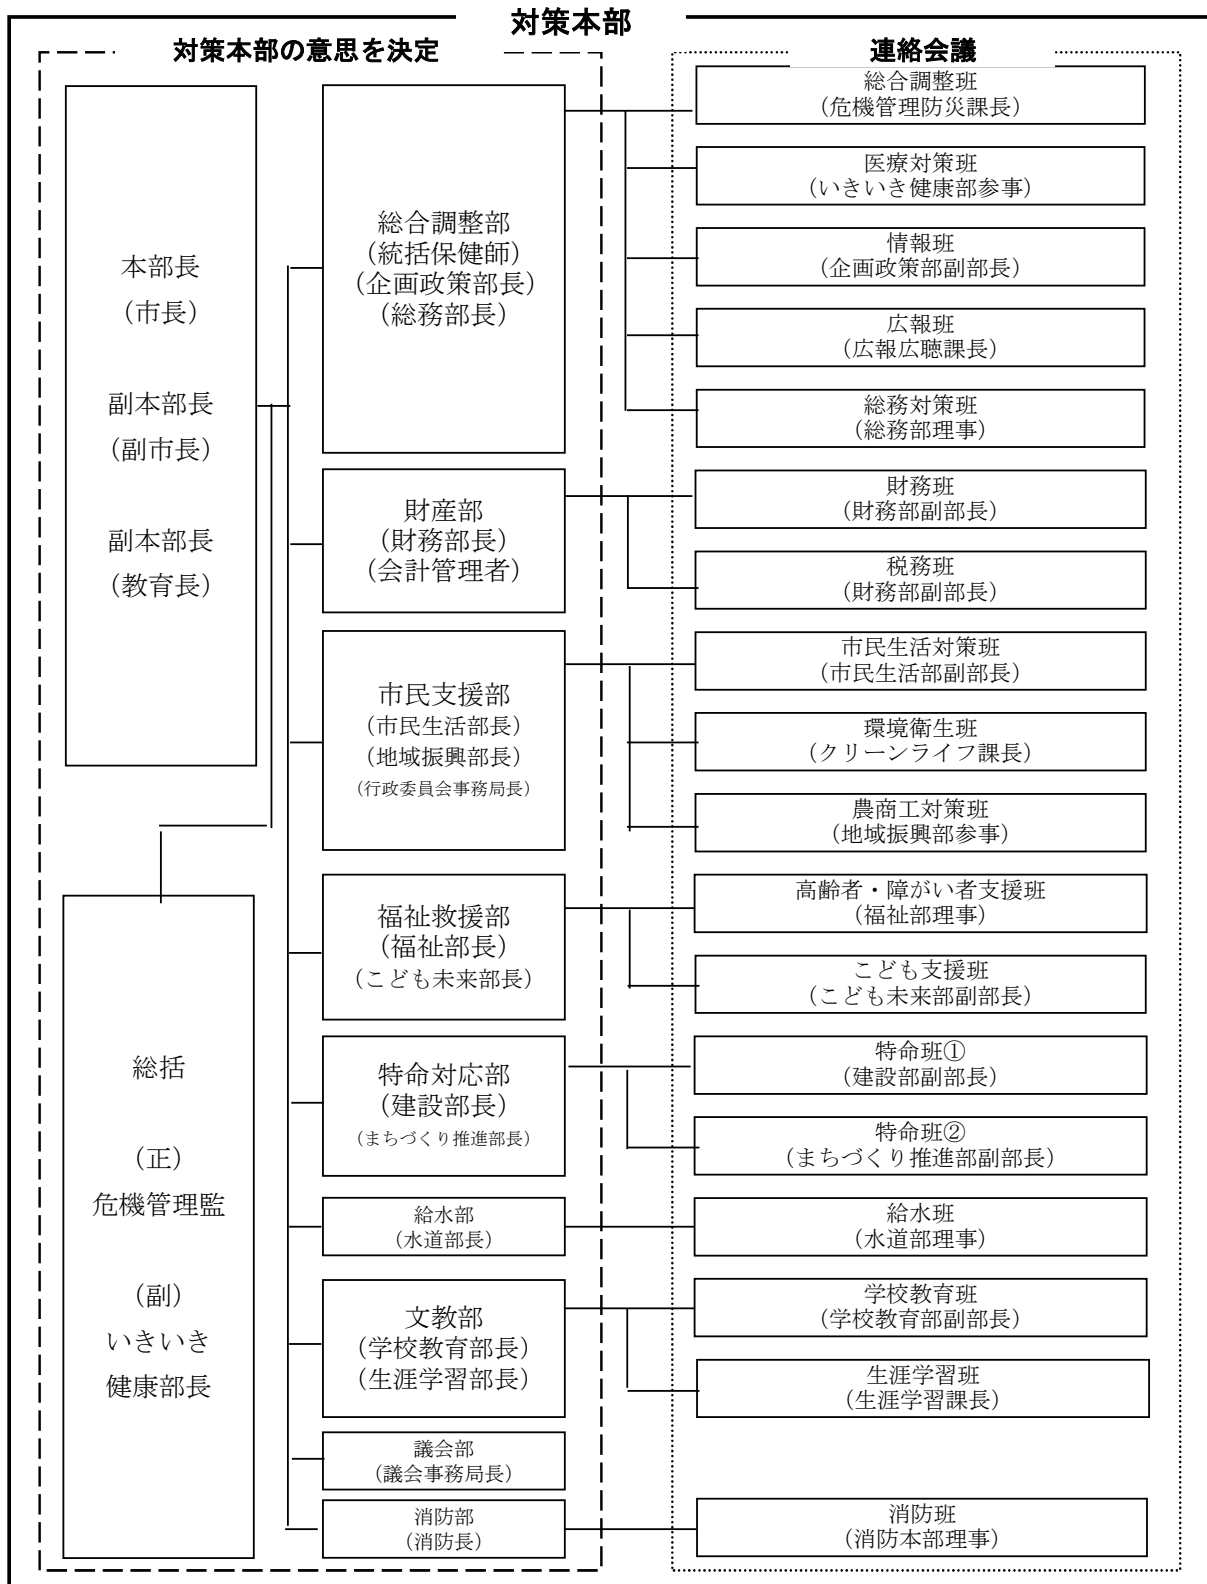 対策本部
対策本部の意思を決定
連絡会議
本部長
（市長）
副本部長
（副市長）
副本部長
（教育長）
総括
（正）
危機管理監
（副）
いきいき
健康部長
総合調整部
（統括保健師）
（企画政策部長）
（総務部長）
財産部
（財務部長）
（会計管理者）
市民支援部
（市民生活部長）
（地域振興部長）
（行政委員会事務局長）
福祉救援部
（福祉部長）
（こども未来部長）
特命対応部
（建設部長）
（まちづくり推進部長）
給水部
（水道部長）
文教部
（学校教育部長）
（生涯学習部長）
議会部
（議会事務局長）
消防部
（消防長）
総合調整班
（危機管理防災課長）
医療対策班
（いきいき健康部参事）
情報班
（企画政策部副部長）
広報班
（広報広聴課長）
総務対策班
（総務部理事）
財務班
（財務部副部長）
税務班
（財務部副部長）
市民生活対策班
（市民生活部副部長）
環境衛生班
（クリーンライフ課長）
農商工対策班
（地域振興部参事）
高齢者・障がい者支援班
（福祉部理事）
こども支援班
（こども未来部副部長）
特命班①
（建設部副部長）
特命班②
（まちづくり推進部副部長）
給水班
（水道部理事）
学校教育班
（学校教育部副部長）
生涯学習班
（生涯学習課長）
消防班
（消防本部理事）